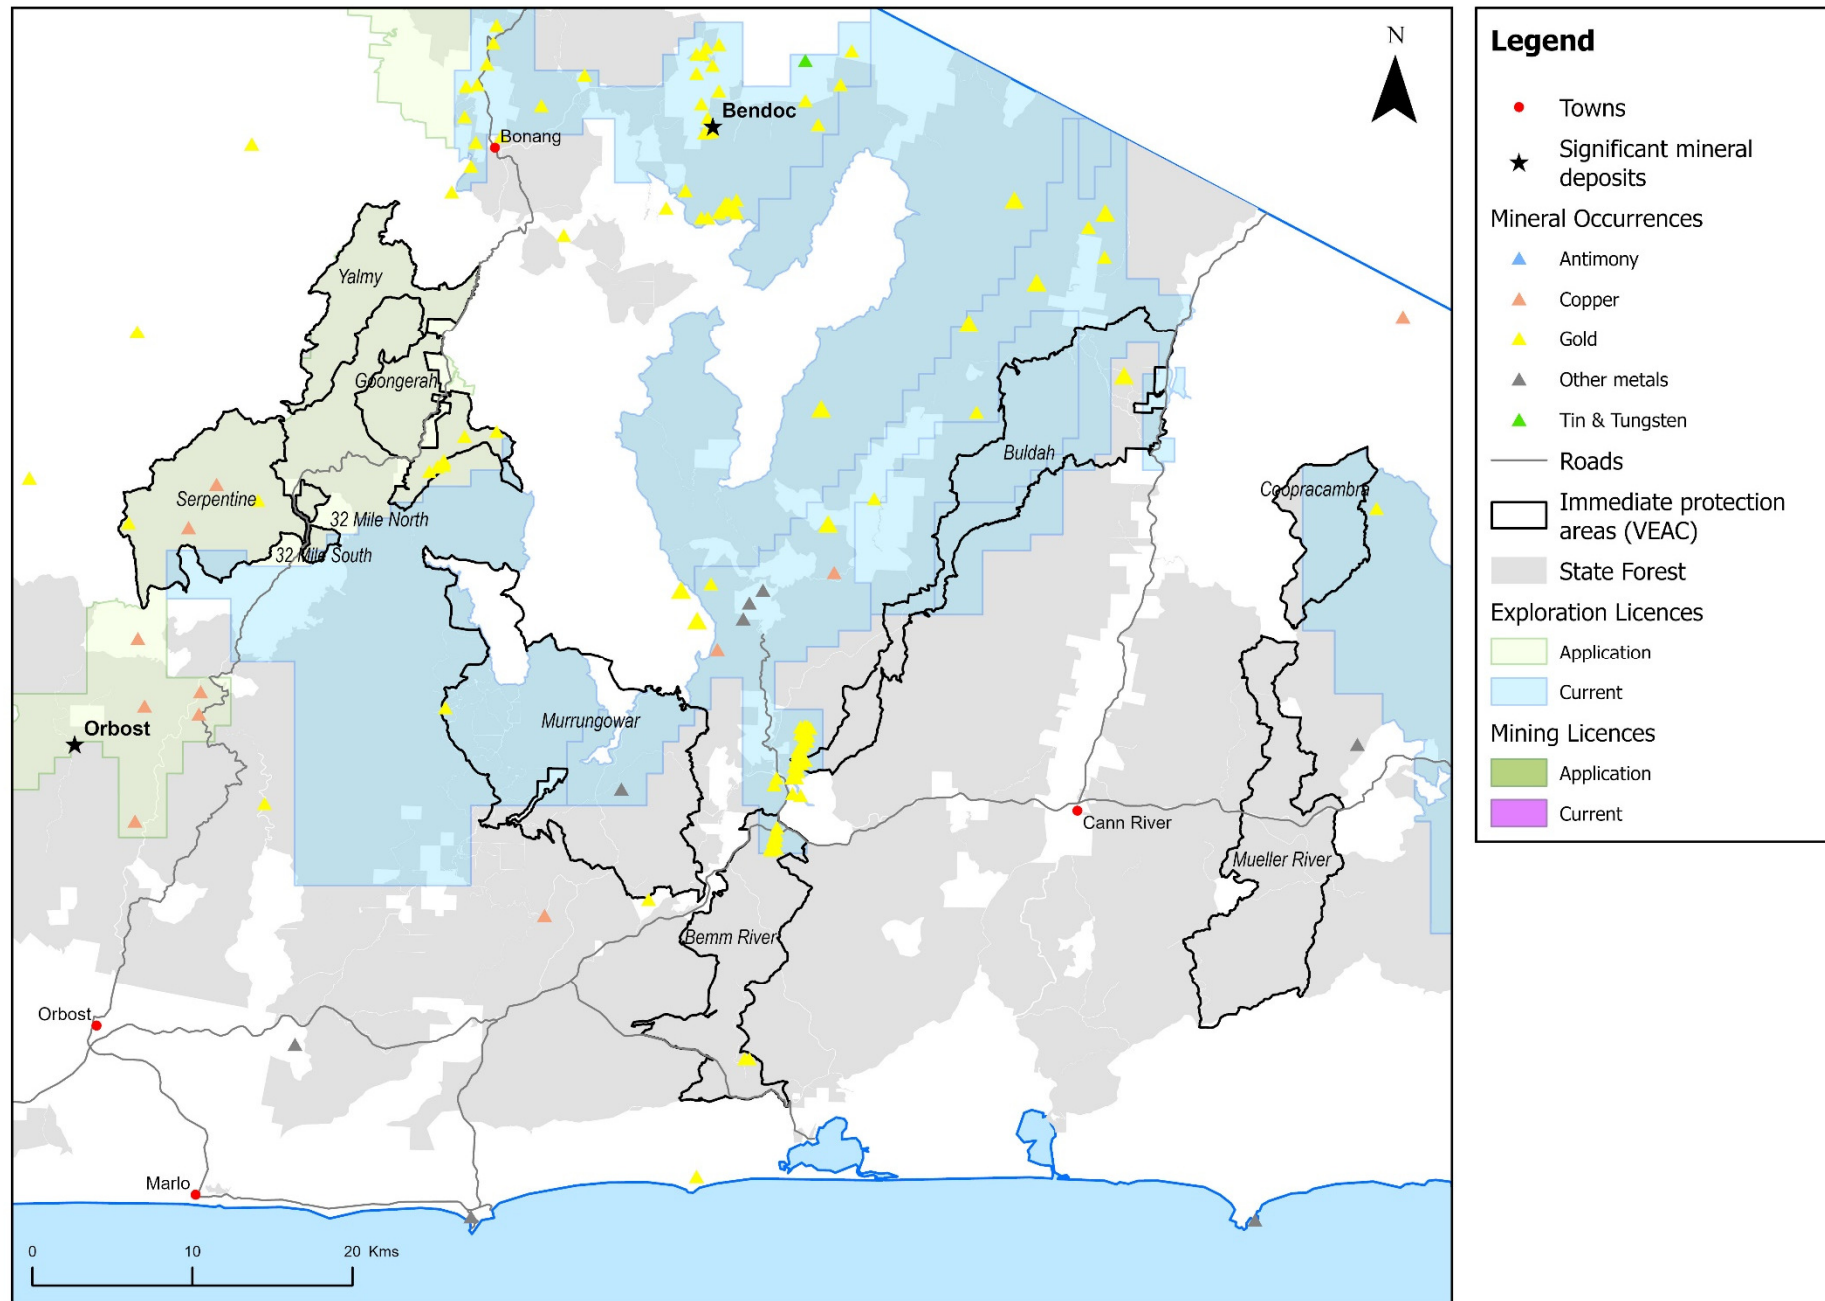 N
Bendoc
Bonang
Yalmy
Goongerah
Buldah
Serpentine
Coopracambra
32 Mile North
32 Mile South
Murrungowar
Orbost
Cann River
Mueller River
Bemm River
Orbost
Marlo
0 10 20 Kms
Legend
Towns
Significant mineral
deposits
Mineral Occurrences
Antimony
Copper
Gold
Other metals
Tin & Tungsten
Roads
Immediate protection
areas (VEAC)
State Forest
Exploration Licences
Application
Current
Mining Licences
Application
Current